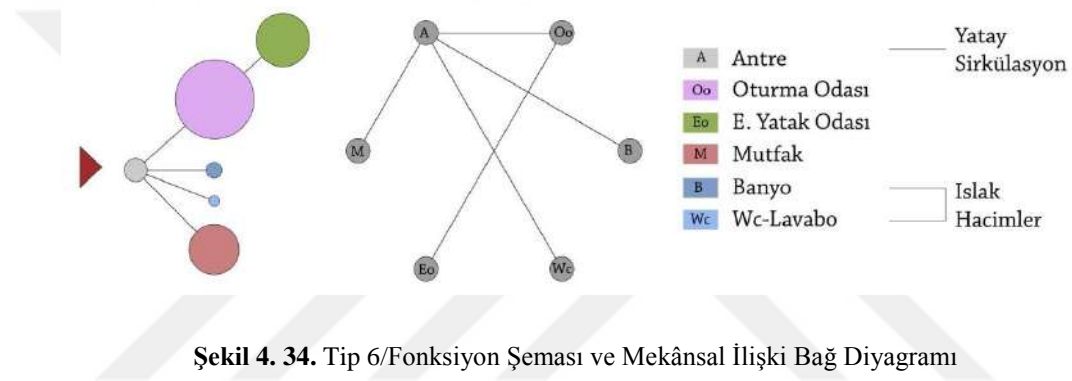 A
Oo
M
B
Eo
Wc
A Antre
Oo Oturma Odası
Eo E. Yatak Odası
M Mutfak
B Banyo
Wc Wc-Lavabo
Yatay
Sirkülasyon
Islak
Hacimler
Şekil 4. 34. Tip 6/Fonksiyon Şeması ve Mekânsal İlişki Bağ Diyagramı